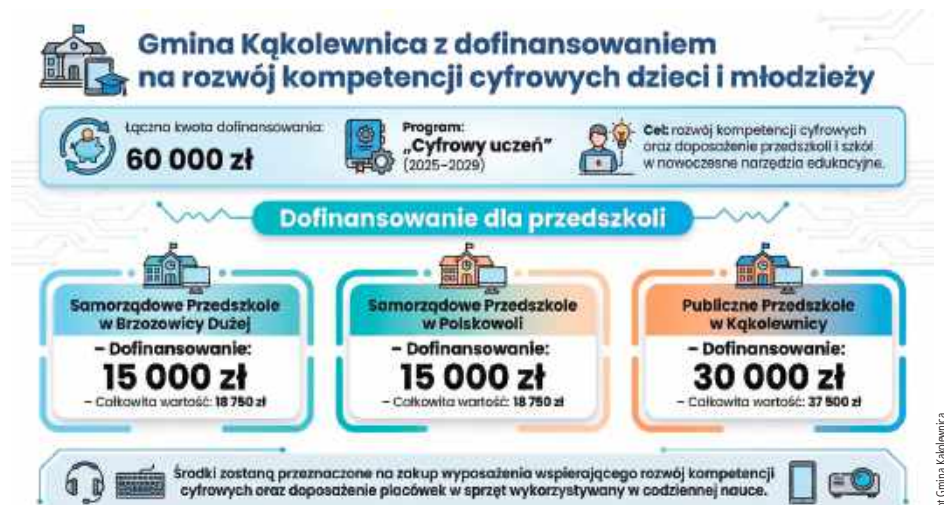 Gmina Kąkolewnica z dofinansowaniem
na rozwój kompetencji cyfrowych dzieci i młodzieży
Łączna kwota dofinansowania:
60 000 zł
Program:
„Cyfrowy uczeń”
(2025-2029)
Cel: rozwój kompetencji cyfrowych
oraz doposażenie przedszkoli i szkół
w nowoczesne narzędzia edukacyjne.
Dofinansowanie dla przedszkoli
Samorządowe Przedszkole
w Brzozowicy Dużej
– Dofinansowanie:
15 000 zł
– Całkowita wartość: 18 750 zł
Samorządowe Przedszkole
w Polskowoli
– Dofinansowanie:
15 000 zł
– Całkowita wartość: 18 750 zł
Publiczne Przedszkole
w Kąkolewnicy
– Dofinansowanie:
30 000 zł
– Całkowita wartość: 37 500 zł
Środki zostaną przeznaczone na zakup wyposażenia wspierającego rozwój kompetencji
cyfrowych oraz doposażenie placówek w sprzęt wykorzystywany w codziennej nauce.
Gmina Kąkolewnica